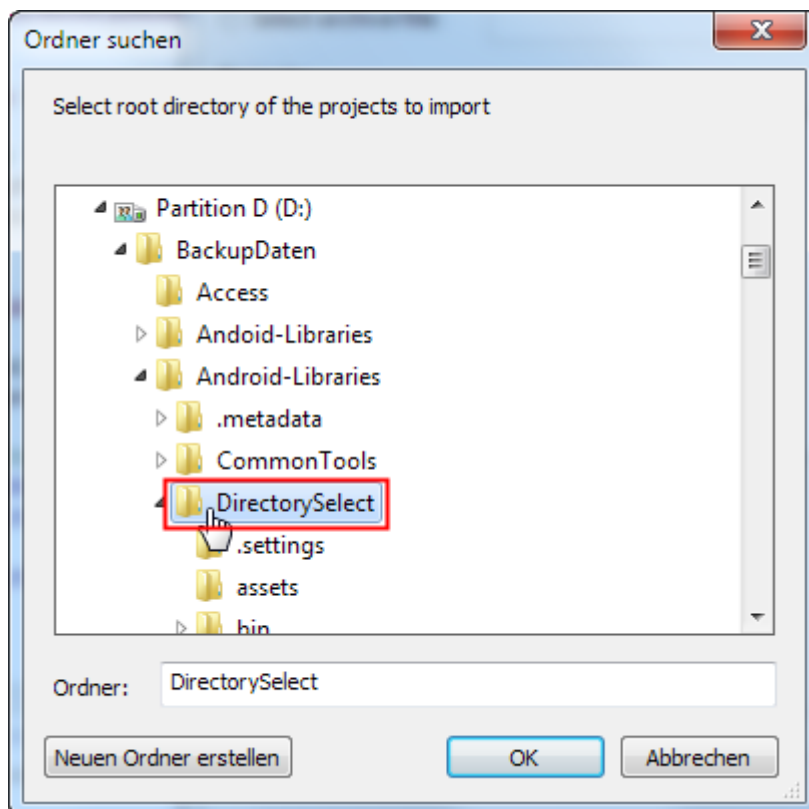 Ordner suchen
Select root directory of the projects to import
Partition D (D:)
BackupDaten
Access
Andoid-Libraries
Android-Libraries
.metadata
CommonTools
DirectorySelect
.settings
assets
bin
Ordner: DirectorySelect
Neuen Ordner erstellen OK Abbrechen